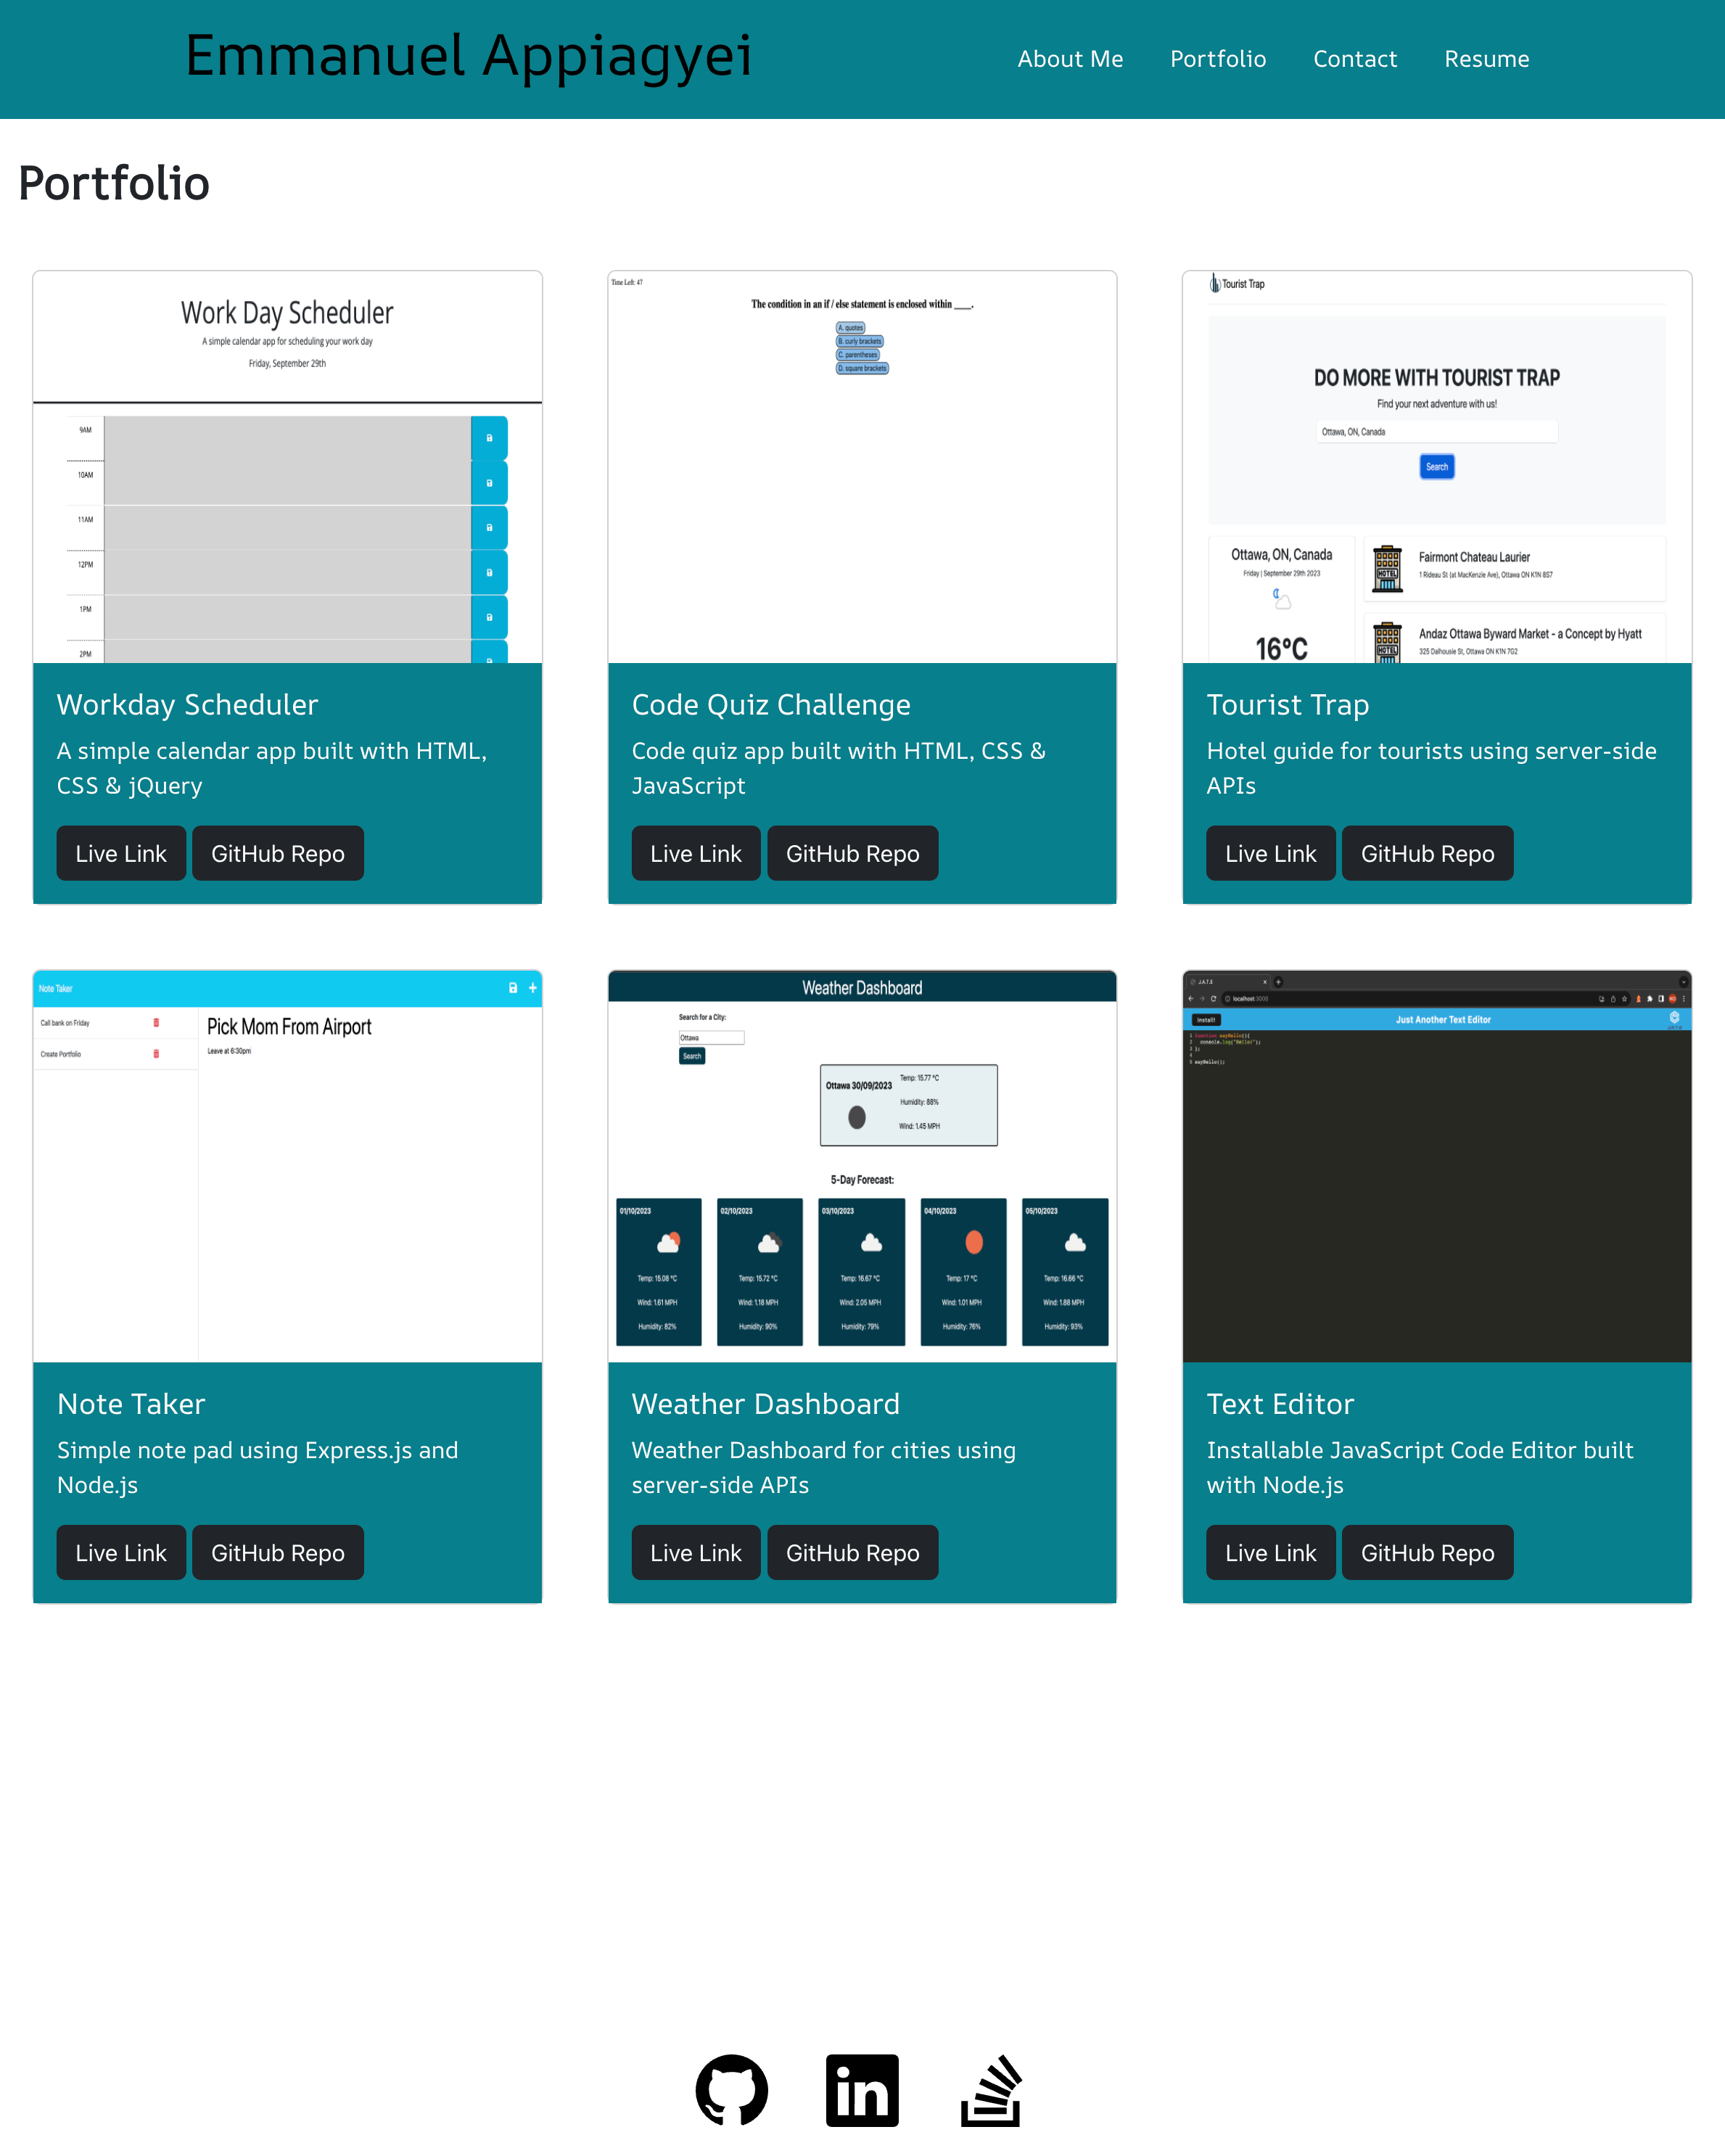 Emmanuel Appiagyei
About Me
Portfolio
Contact
Resume
Portfolio
Work Day Scheduler
A simple calendar app for scheduling your work day
Friday, September 29th
9AM
10AM
11AM
12PM
1PM
2PM
Workday Scheduler
A simple calendar app built with HTML,
CSS & jQuery
Live Link
GitHub Repo
Time Left: 47
The condition in an if / else statement is enclosed within ____.
A. quotes
B. curly brackets
C. parentheses
D. square brackets
Code Quiz Challenge
Code quiz app built with HTML, CSS &
JavaScript
Live Link
GitHub Repo
Tourist Trap
DO MORE WITH TOURIST TRAP
Find your next adventure with us!
Ottawa, ON, Canada
Search
Ottawa, ON, Canada
Friday | September 29th 2023
16°C
HOTEL
Fairmont Chateau Laurier
1 Rideau St (at MacKenzie Ave), Ottawa ON K1N 8S7
HOTEL
Andaz Ottawa Byward Market - a Concept by Hyatt
325 Dalhousie St, Ottawa ON K1N 7G2
Tourist Trap
Hotel guide for tourists using server-side
APIs
Live Link
GitHub Repo
Note Taker
Call bank on Friday
Create Portfolio
Pick Mom From Airport
Leave at 6:30pm
Note Taker
Simple note pad using Express.js and
Node.js
Live Link
GitHub Repo
Weather Dashboard
Search for a City:
Ottawa
Search
Ottawa 30/09/2023
Temp: 15.77 °C
Humidity: 88%
Wind: 1.45 MPH
5-Day Forecast:
01/10/2023
Temp: 15.08 °C
Wind: 1.61 MPH
Humidity: 82%
02/10/2023
Temp: 15.72 °C
Wind: 1.18 MPH
Humidity: 90%
03/10/2023
Temp: 16.67 °C
Wind: 2.05 MPH
Humidity: 79%
04/10/2023
Temp: 17 °C
Wind: 1.01 MPH
Humidity: 76%
05/10/2023
Temp: 16.66 °C
Wind: 1.88 MPH
Humidity: 93%
Weather Dashboard
Weather Dashboard for cities using
server-side APIs
Live Link
GitHub Repo
J.A.T.E
localhost:3000
Install!
Just Another Text Editor
1 function sayHello(){
2 console.log("Hello!");
3 };
4
5 sayHello();
Text Editor
Installable JavaScript Code Editor built
with Node.js
Live Link
GitHub Repo
in